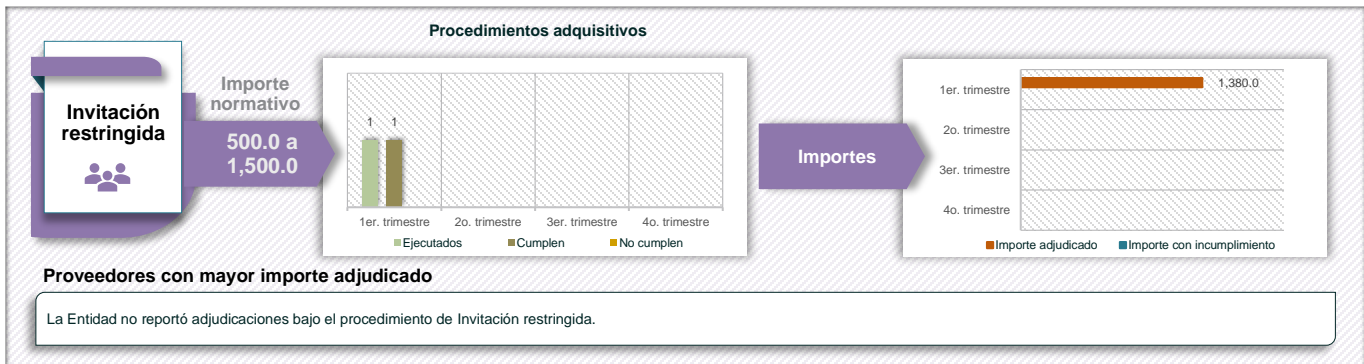 Procedimientos adquisitivos
Invitación
restringida
Importe
normativo
500.0 a
1,500.0
1 1
1er. trimestre 2o. trimestre 3er. trimestre 4o. trimestre
Ejecutados Cumplen No cumplen
Importes
1er. trimestre 1,380.0
2o. trimestre
3er. trimestre
4o. trimestre
Importe adjudicado Importe con incumplimiento
Proveedores con mayor importe adjudicado
La Entidad no reportó adjudicaciones bajo el procedimiento de Invitación restringida.